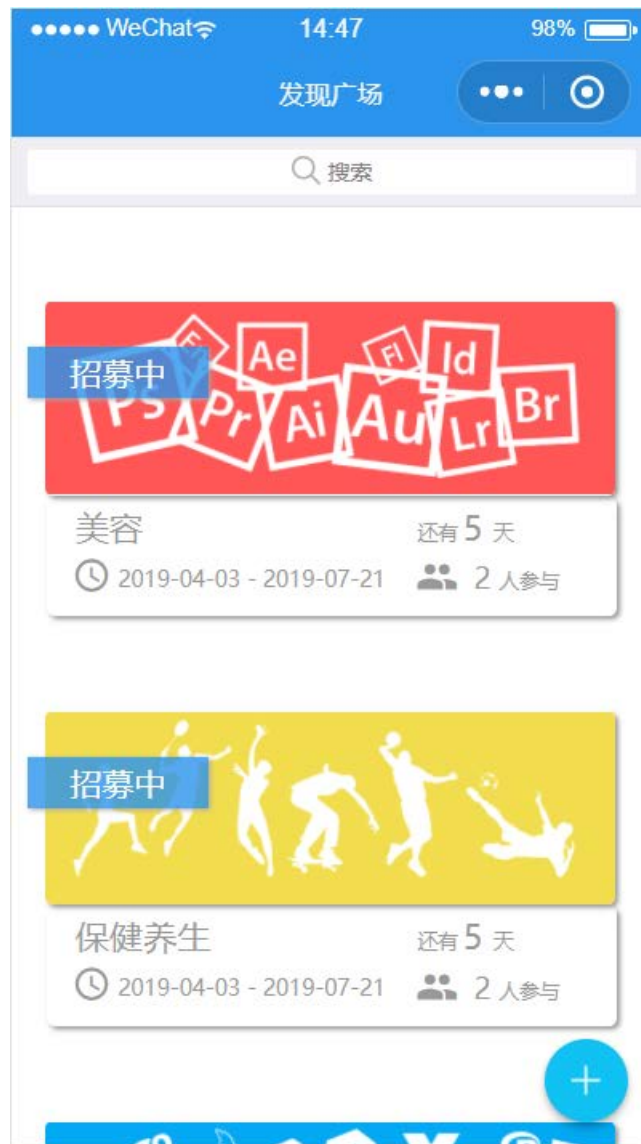 WeChat 14:47 98%
发现广场
搜索
Ae Fl Id
招募中
Ps Pr Ai Au Lr Br
美容 还有 5 天
2019-04-03 - 2019-07-21 2 人参与
招募中
保健养生 还有 5 天
2019-04-03 - 2019-07-21 2 人参与